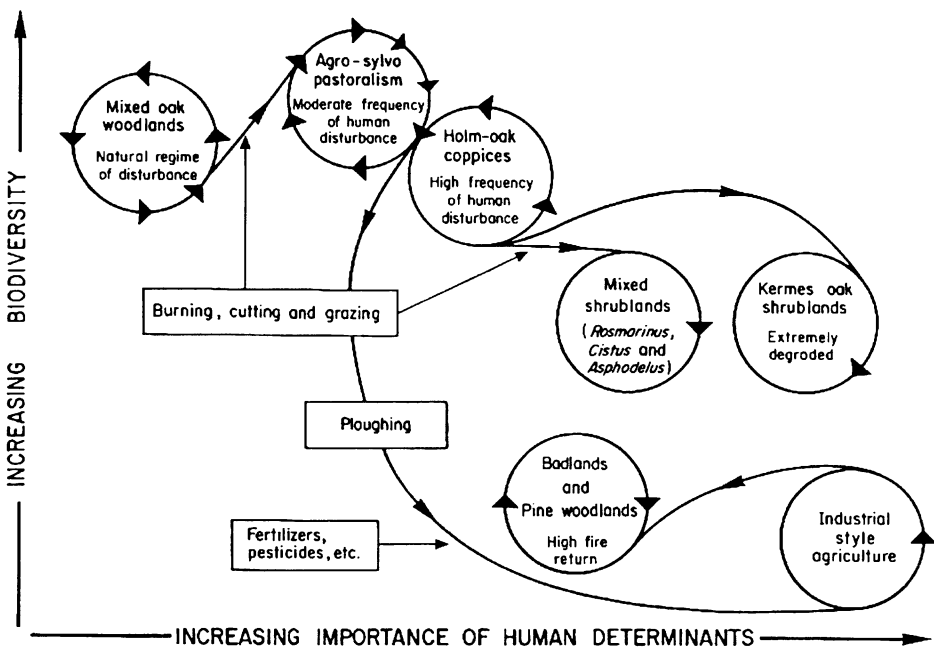 Mixed oak
woodlands
Natural regime
of disturbance
Agro-sylvo
pastoralism
Moderate frequency
of human
disturbance
Holm-oak
coppices
High frequency
of human
disturbance
Burning, cutting and grazing
Mixed
shrublands
(Rosmarinus,
Cistus and
Asphodelus)
Kermes oak
shrublands
Extremely
degraded
Ploughing
Badlands
and
Pine woodlands
High fire
return
Fertilizers,
pesticides, etc.
Industrial
style
agriculture
INCREASING BIODIVERSITY
INCREASING IMPORTANCE OF HUMAN DETERMINANTS